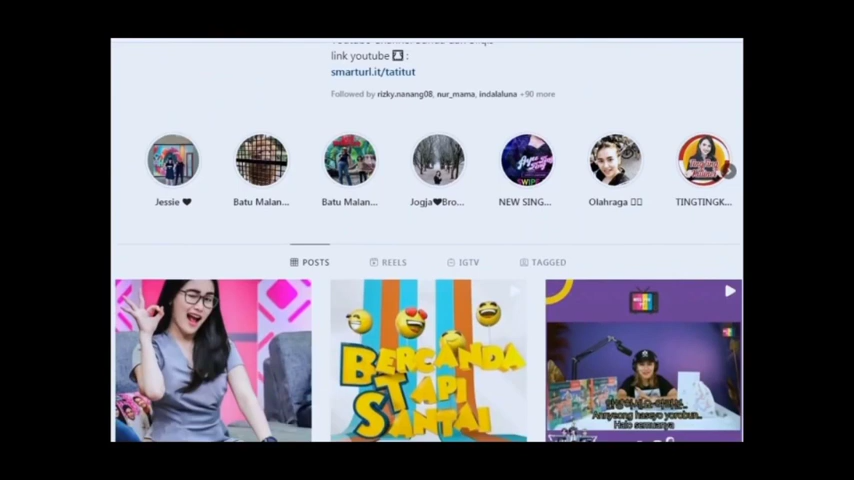 link youtube :
smarturl.it/tatitut
Followed by rizky.nanang08, nur_mama, indalaluna +90 more
Jessie
Batu Malan...
Batu Malan...
Jogja Bro...
NEW SING...
Olahraga
TINGTINGK...
POSTS
REELS
IGTV
TAGGED
BERCANDA
TAPI
SANTAI
Annyeong haseyo yorobun..
Halo semuanya